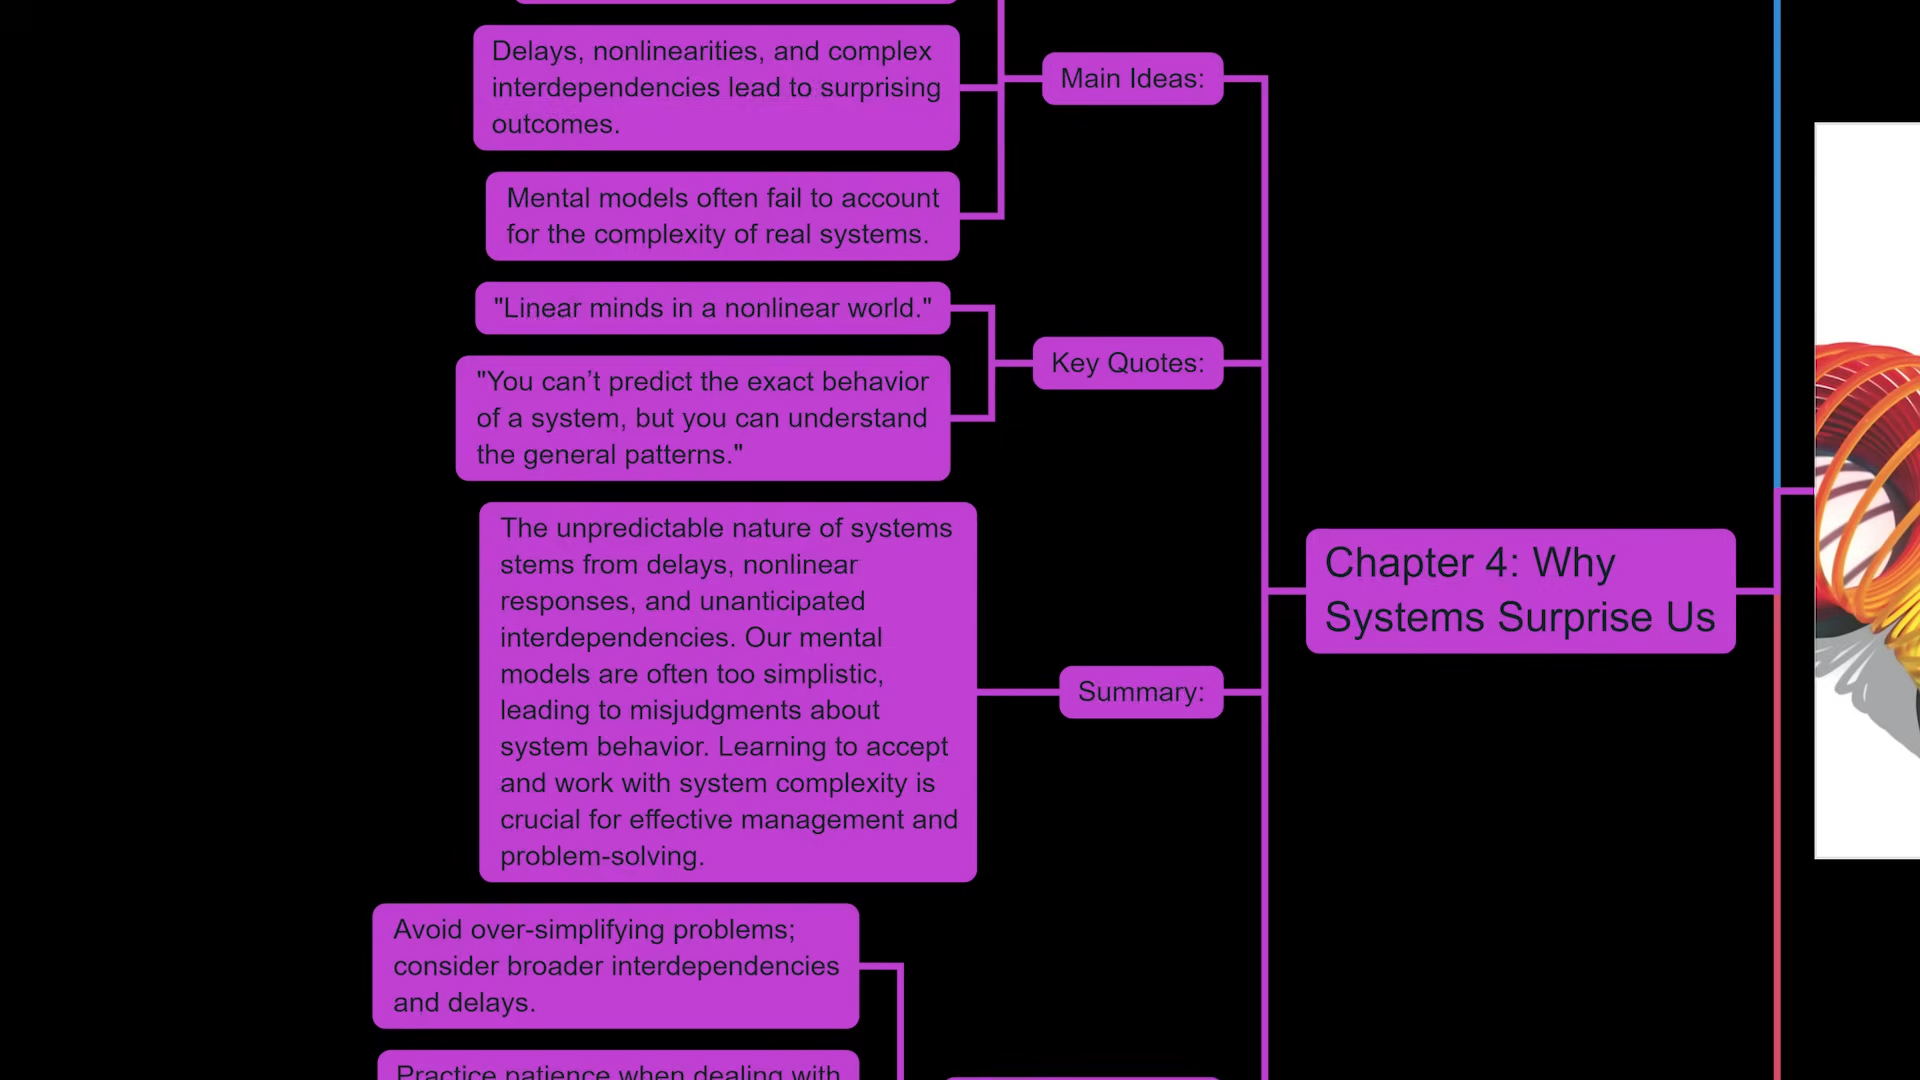 Delays, nonlinearities, and complex
interdependencies lead to surprising
outcomes.
Mental models often fail to account
for the complexity of real systems.
Main Ideas:
"Linear minds in a nonlinear world."
"You can’t predict the exact behavior
of a system, but you can understand
the general patterns."
Key Quotes:
The unpredictable nature of systems
stems from delays, nonlinear
responses, and unanticipated
interdependencies. Our mental
models are often too simplistic,
leading to misjudgments about
system behavior. Learning to accept
and work with system complexity is
crucial for effective management and
problem-solving.
Summary:
Chapter 4: Why
Systems Surprise Us
Avoid over-simplifying problems;
consider broader interdependencies
and delays.
Practice patience when dealing with